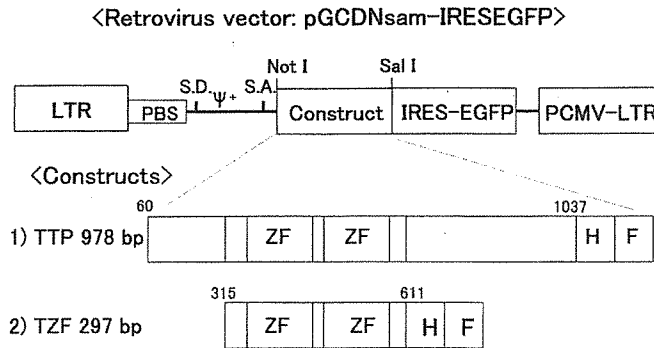 <Retrovirus vector: pGCDNsam-IRESEGFP>
Not I Sal I
S.D. Ψ+ S.A.
LTR PBS Construct IRES-EGFP PCMV-LTR
<Constructs>
60 1037
1) TTP 978 bp ZF ZF H F
315 611
2) TZF 297 bp ZF ZF H F